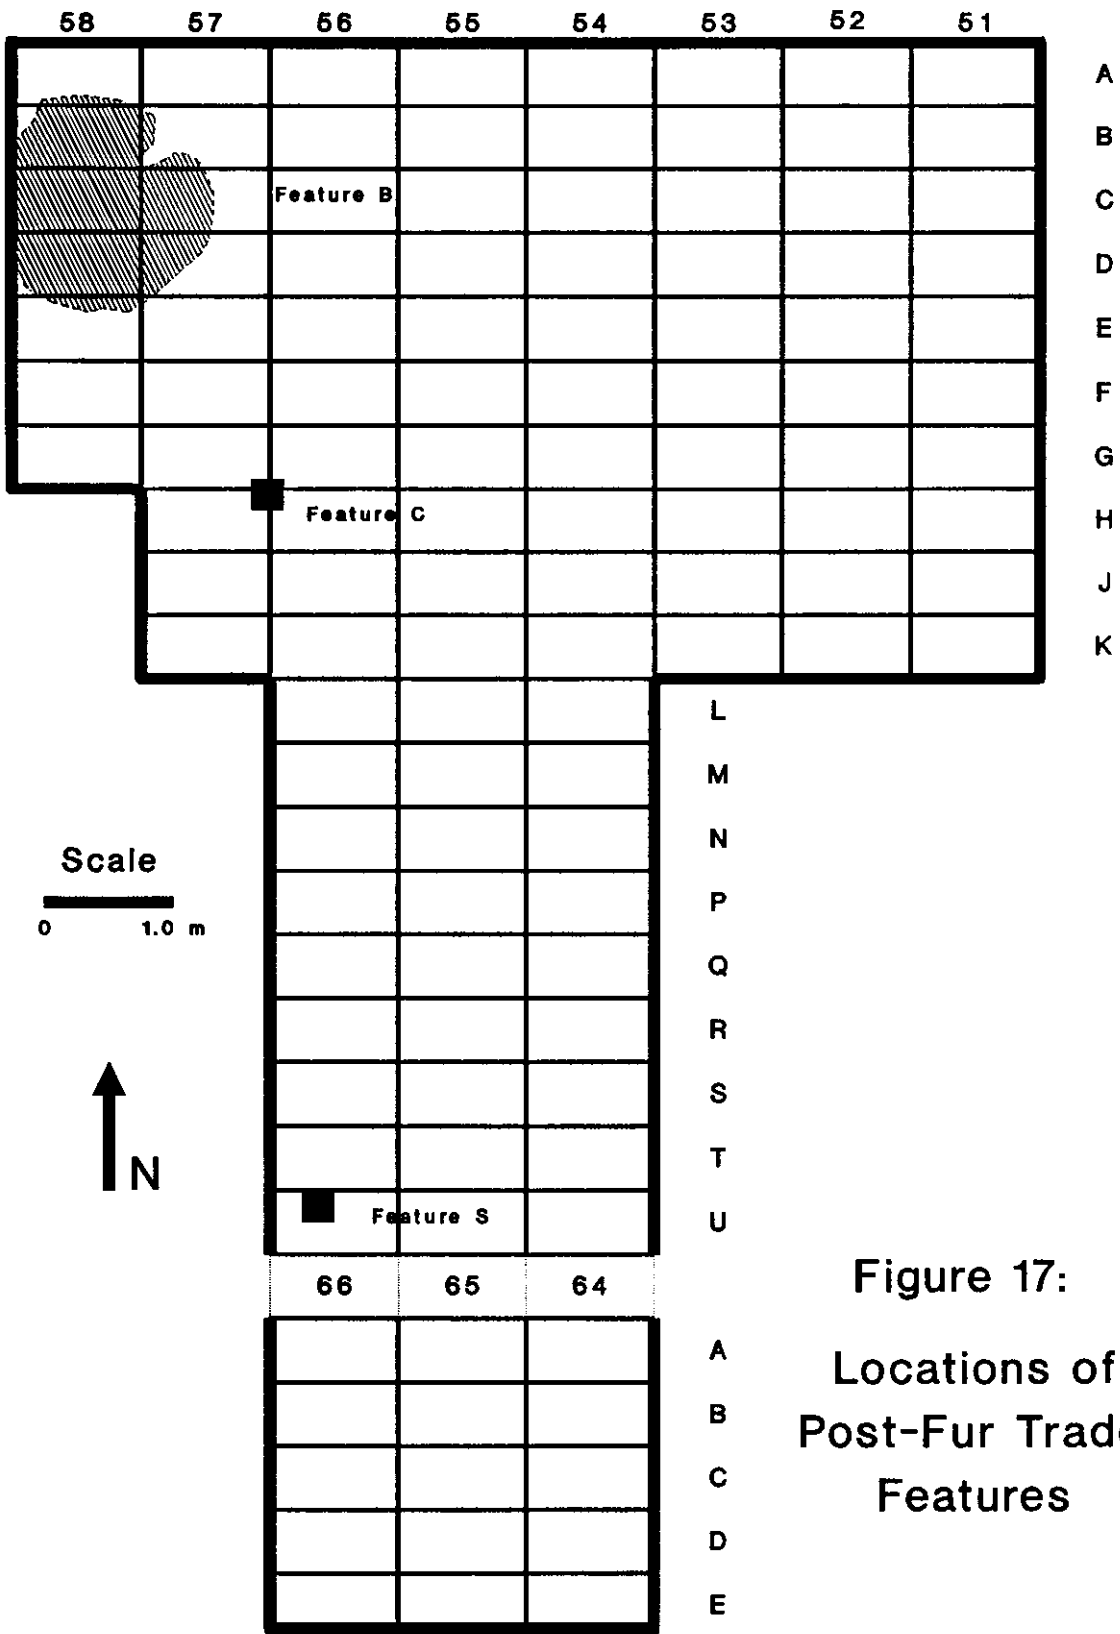 58 57 56 55 54 53 52 51
A
B
Feature B C
D
E
F
G
Feature C H
J
K
L
M
N
Scale
P
0 1.0 m
Q
R
S
T
N
Feature S U
66 65 64
Figure 17:
A
Locations of
B
Post-Fur Trade
C
Features
D
E